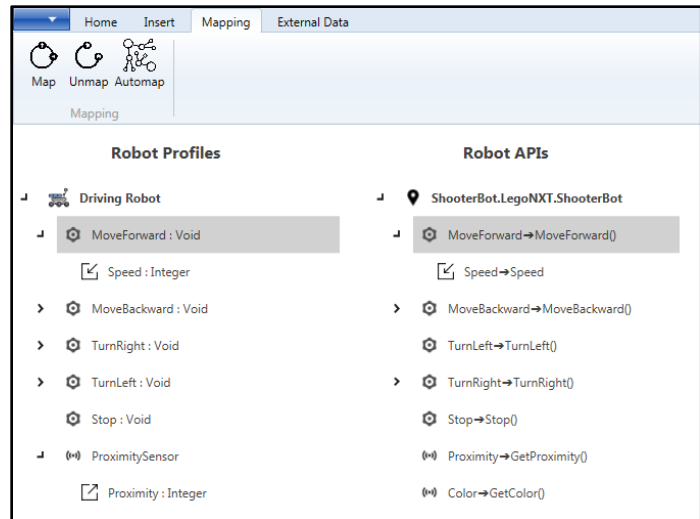 Home Insert Mapping External Data
Map Unmap Automap
Mapping
Robot Profiles
Driving Robot
MoveForward : Void
Speed : Integer
MoveBackward : Void
TurnRight : Void
TurnLeft : Void
Stop : Void
ProximitySensor
Proximity : Integer
Robot APIs
ShooterBot.LegoNXT.ShooterBot
MoveForward➔MoveForward()
Speed➔Speed
MoveBackward➔MoveBackward()
TurnLeft➔TurnLeft()
TurnRight➔TurnRight()
Stop➔Stop()
Proximity➔GetProximity()
Color➔GetColor()